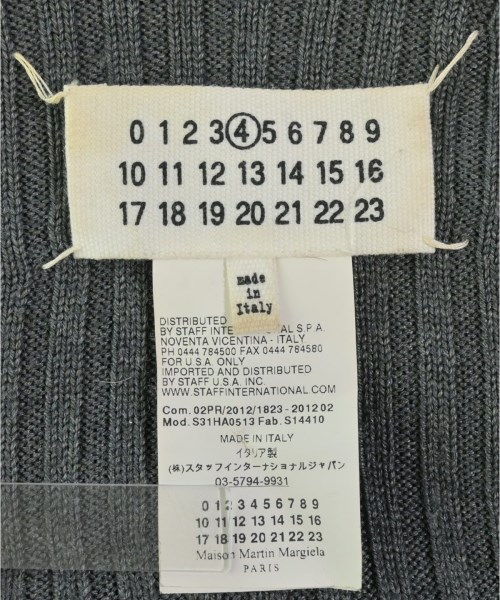 0 1 2 3 4 5 6 7 8 9
10 11 12 13 14 15 16
17 18 19 20 21 22 23
made
in
Italy
DISTRIBUTED
BY STAFF INTE AL S.P.A.
NOVENTA VICENTINA - ITALY
PH 0444 784500 FAX 0444 784580
FOR U.S.A. ONLY
IMPORTED AND DISTRIBUTED
BY STAFF U.S.A. INC.
WWW.STAFFINTERNATIONAL.COM
Com. 02PR/2012/1823 - 2012 02
Mod. S31HA0513 Fab. S14410
MADE IN ITALY
イタリア製
(株)スタッフインターナショナルジャパン
03-5794-9931
0 1 2 3 4 5 6 7 8 9
10 11 12 13 14 15 16
17 18 19 20 21 22 23
Maison Martin Margiela
PARIS